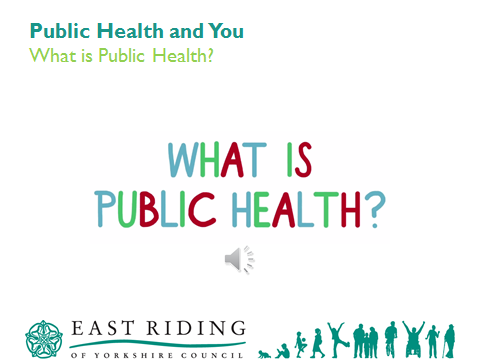 Public Health and You
What is Public Health?
WHAT IS
PUBLIC HEALTH?
EAST RIDING
OF YORKSHIRE COUNCIL